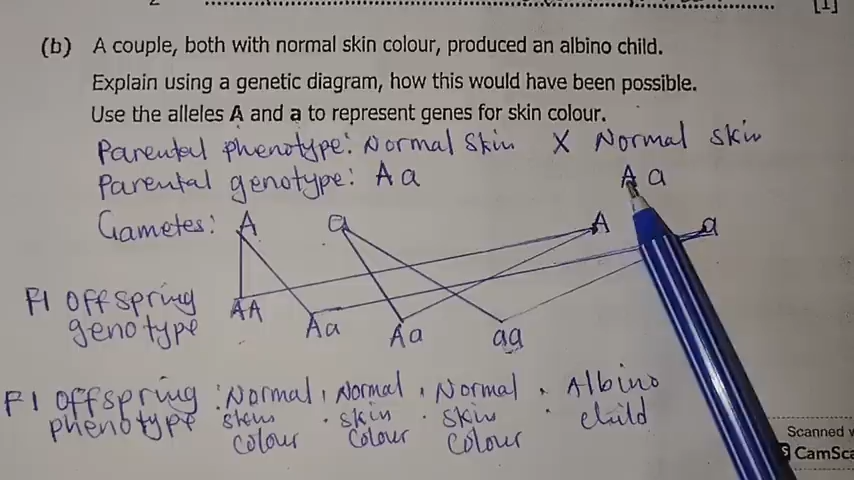 2 [1]
(b) A couple, both with normal skin colour, produced an albino child.
Explain using a genetic diagram, how this would have been possible.
Use the alleles A and a to represent genes for skin colour.
Parental phenotype: Normal Skin X Normal skin
Parental genotype: Aa Aa
Gametes: A a A a
F1 offspring genotype
AA Aa Aa aa
F1 offspring phenotype : Normal skin colour , Normal skin colour . Normal skin colour . Albino child
Scanned
CamSca